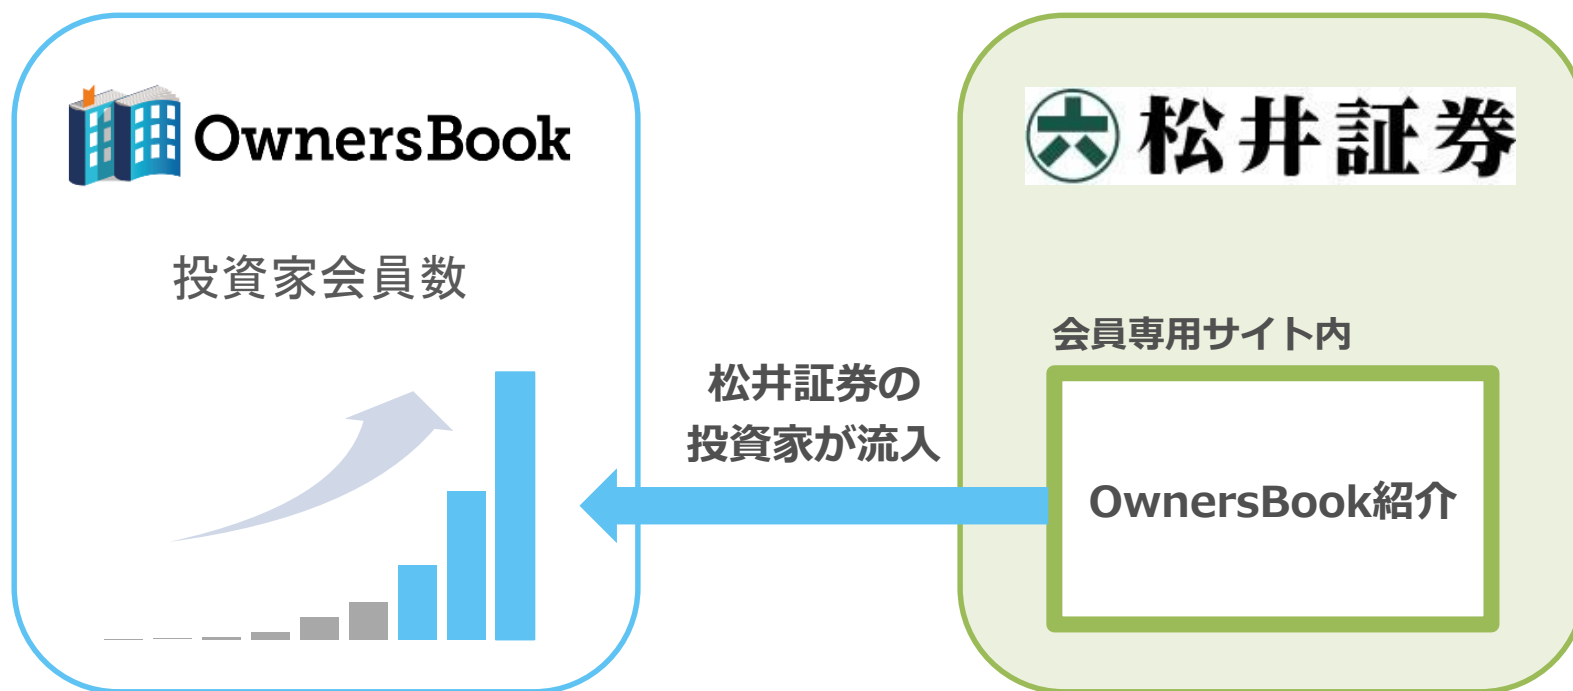 OwnersBook
投資家会員数
松井証券の
投資家が流入
松井証券
会員専用サイト内
OwnersBook紹介